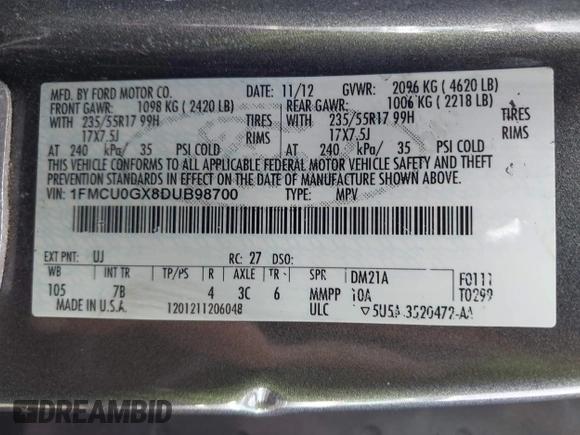 MFD. BY FORD MOTOR CO. DATE: 11/12 GVWR: 2096 KG ( 4620 LB)
FRONT GAWR: 1098 KG ( 2420 LB) REAR GAWR: 1006 KG ( 2218 LB)
WITH 235/55R17 99H TIRES WITH 235/55R17 99H TIRES
17X7.5J RIMS 17X7.5J RIMS
AT 240 kPa/ 35 PSI COLD AT 240 kPa/ 35 PSI COLD
THIS VEHICLE CONFORMS TO ALL APPLICABLE FEDERAL MOTOR VEHICLE SAFETY AND THEFT
PREVENTION STANDARDS IN EFFECT ON THE DATE OF MANUFACTURE SHOWN ABOVE.
VIN: 1FMCU0GX8DUB98700 TYPE: MPV
EXT PNT: UJ RC: 27 DSO:
WB INT TR TP/PS R AXLE TR SPR DM21A F0111
105 7B 4 3C 6 MMPP 10A T0299
MADE IN U.S.A. 1201211206048 ULC
DREAMBID